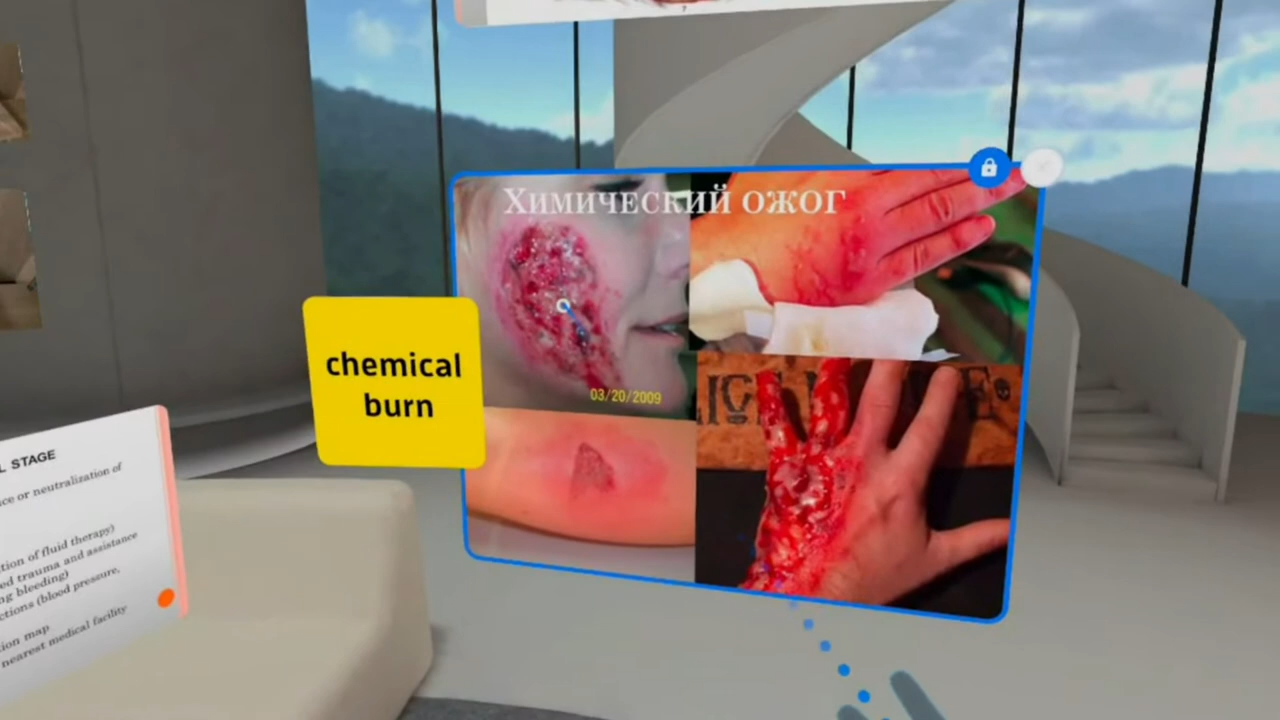 Химический ожог
chemical
burn
03/20/2009
L STAGE
ce or neutralization of
tion of fluid therapy)
ed trauma and assistance
ng bleeding)
ctions (blood pressure,
ion map
nearest medical facility